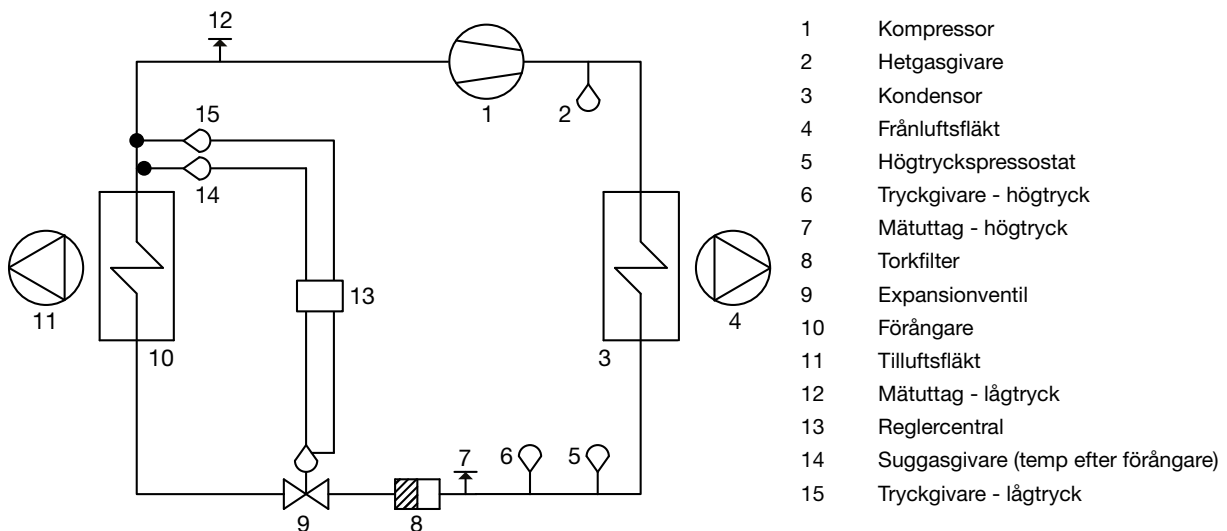 12
1
2
15
14
11
10
13
3
4
9
8
7
6
5
1 Kompressor
2 Hetgasgivare
3 Kondensor
4 Frånluftsfläkt
5 Högtryckspressostat
6 Tryckgivare - högtryck
7 Mätuttag - högtryck
8 Torkfilter
9 Expansionventil
10 Förångare
11 Tilluftsfläkt
12 Mätuttag - lågtryck
13 Reglercentral
14 Suggasgivare (temp efter förångare)
15 Tryckgivare - lågtryck